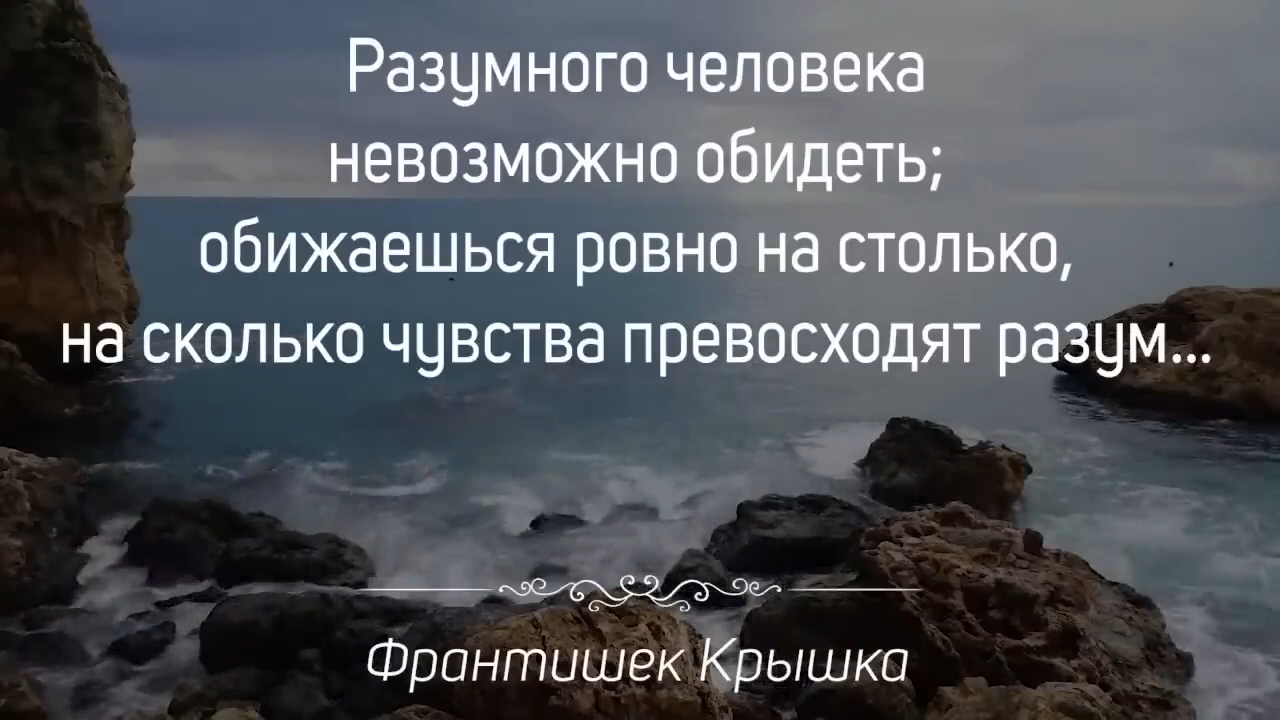 Разумного человека
невозможно обидеть;
обижаешься ровно на столько,
на сколько чувства превосходят разум...
Франтишек Крышка